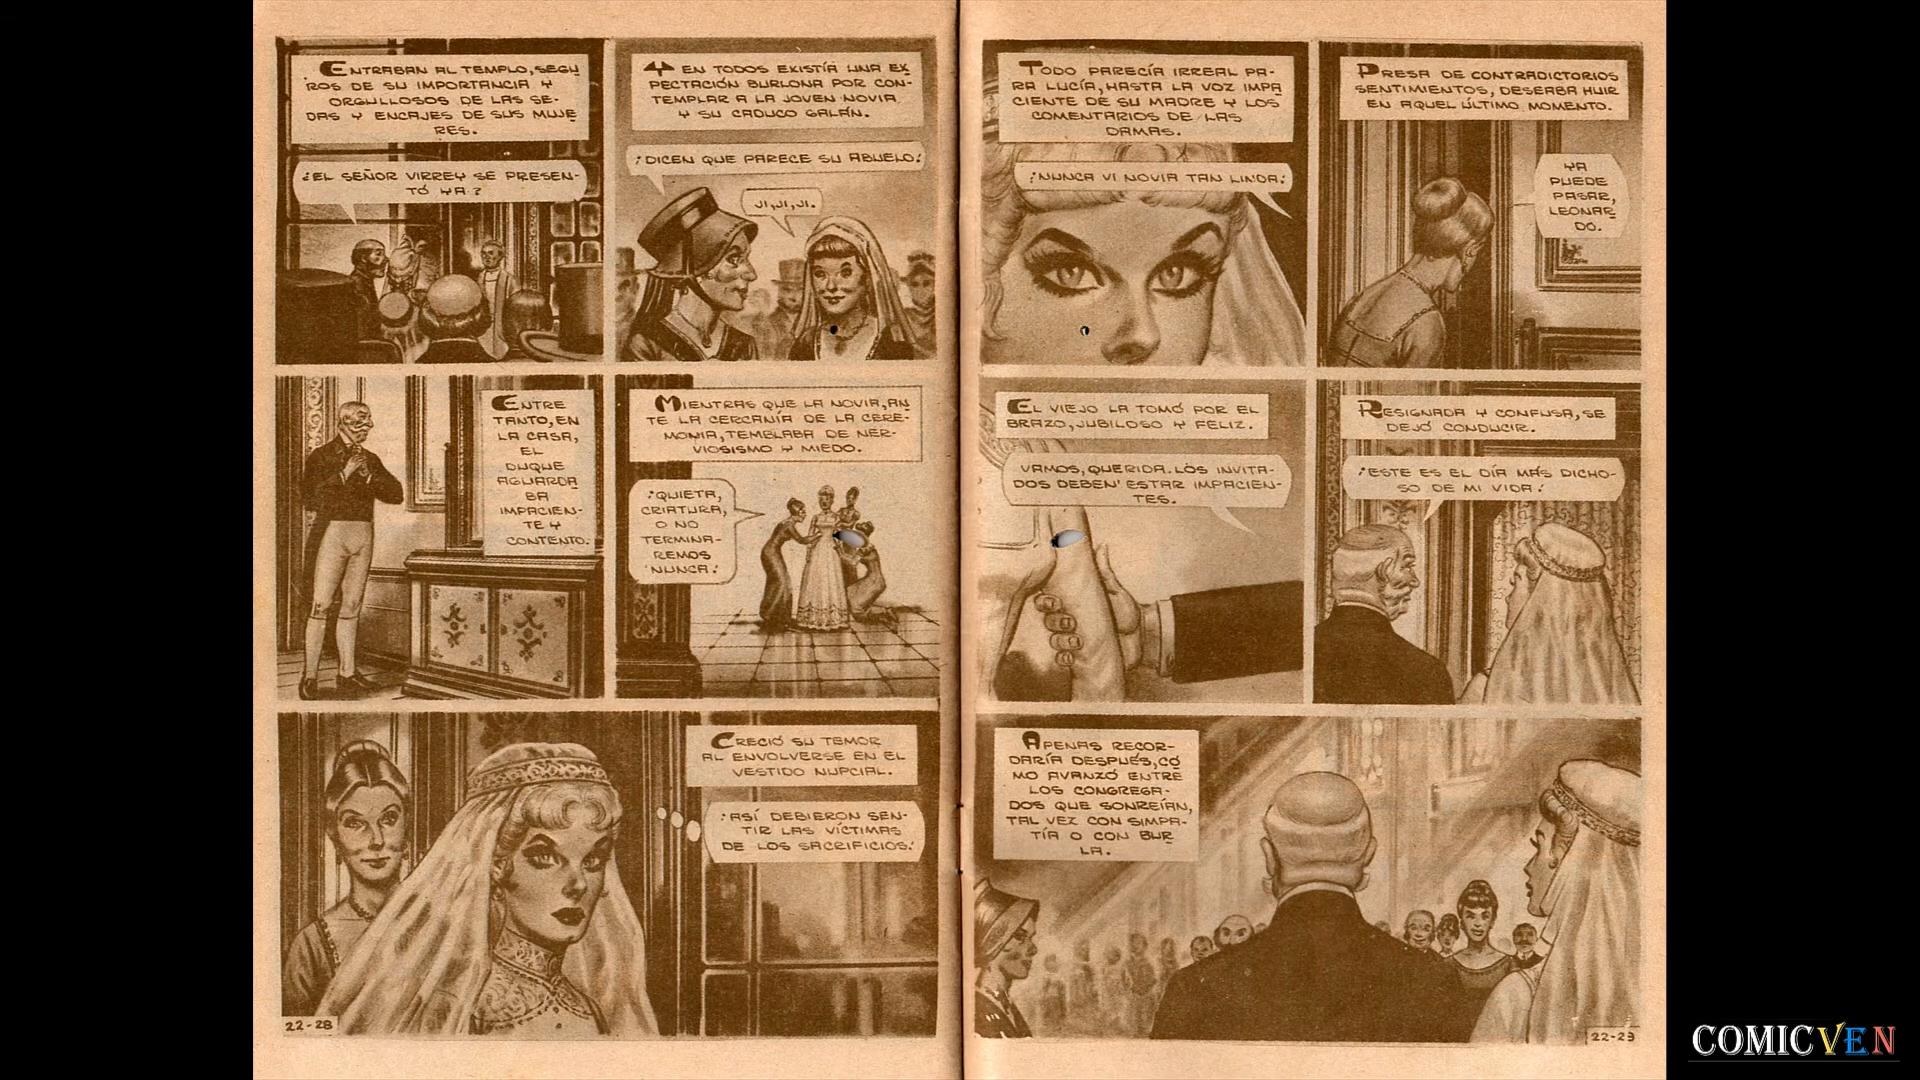 ENTRABAN AL TEMPLO, SEGU
ROS DE SU IMPORTANCIA Y
ORGULLOSOS DE LAS SE-
DAS Y ENCAJES DE SUS MUJE
RES.
¿EL SEÑOR VIRREY SE PRESEN-
TÓ YA?
Y EN TODOS EXISTÍA UNA EX
PECTACIÓN BURLONA POR CON-
TEMPLAR A LA JOVEN NOVIA
Y SU CADUCO GALÁN.
¡DICEN QUE PARECE SU ABUELO!
JI, JI, JI.
ENTRE
TANTO, EN
LA CASA,
EL
DUQUE
AGUARDA
BA
IMPACIEN-
TE Y
CONTENTO.
MIENTRAS QUE LA NOVIA, AN
TE LA CERCANÍA DE LA CERE-
MONIA, TEMBLABA DE NER-
VIOSISMO Y MIEDO.
¡QUIETA,
CRIATURA,
O NO
TERMINA-
REMOS
NUNCA!
CRECIÓ SU TEMOR
AL ENVOLVERSE EN EL
VESTIDO NUPCIAL.
¡ASÍ DEBIERON SEN-
TIR LAS VÍCTIMAS
DE LOS SACRIFICIOS!
22-28
TODO PARECÍA IRREAL PA-
RA LUCÍA, HASTA LA VOZ IMPA
CIENTE DE SU MADRE Y LOS
COMENTARIOS DE LAS
DAMAS.
¡NUNCA VI NOVIA TAN LINDA!
PRESA DE CONTRADICTORIOS
SENTIMIENTOS, DESEABA HUIR
EN AQUEL ÚLTIMO MOMENTO.
YA
PUEDE
PASAR,
LEONAR
DO.
EL VIEJO LA TOMÓ POR EL
BRAZO, JUBILOSO Y FELIZ.
VAMOS, QUERIDA. LOS INVITA-
DOS DEBEN ESTAR IMPACIEN-
TES.
RESIGNADA Y CONFUSA, SE
DEJÓ CONDUCIR.
¡ESTE ES EL DÍA MÁS DICHO-
SO DE MI VIDA!
APENAS RECOR-
DARÍA DESPUÉS, CÓ
MO AVANZÓ ENTRE
LOS CONGREGA-
DOS QUE SONREÍAN,
TAL VEZ CON SIMPA-
TÍA O CON BUR
LA.
22-29
COMICVEN